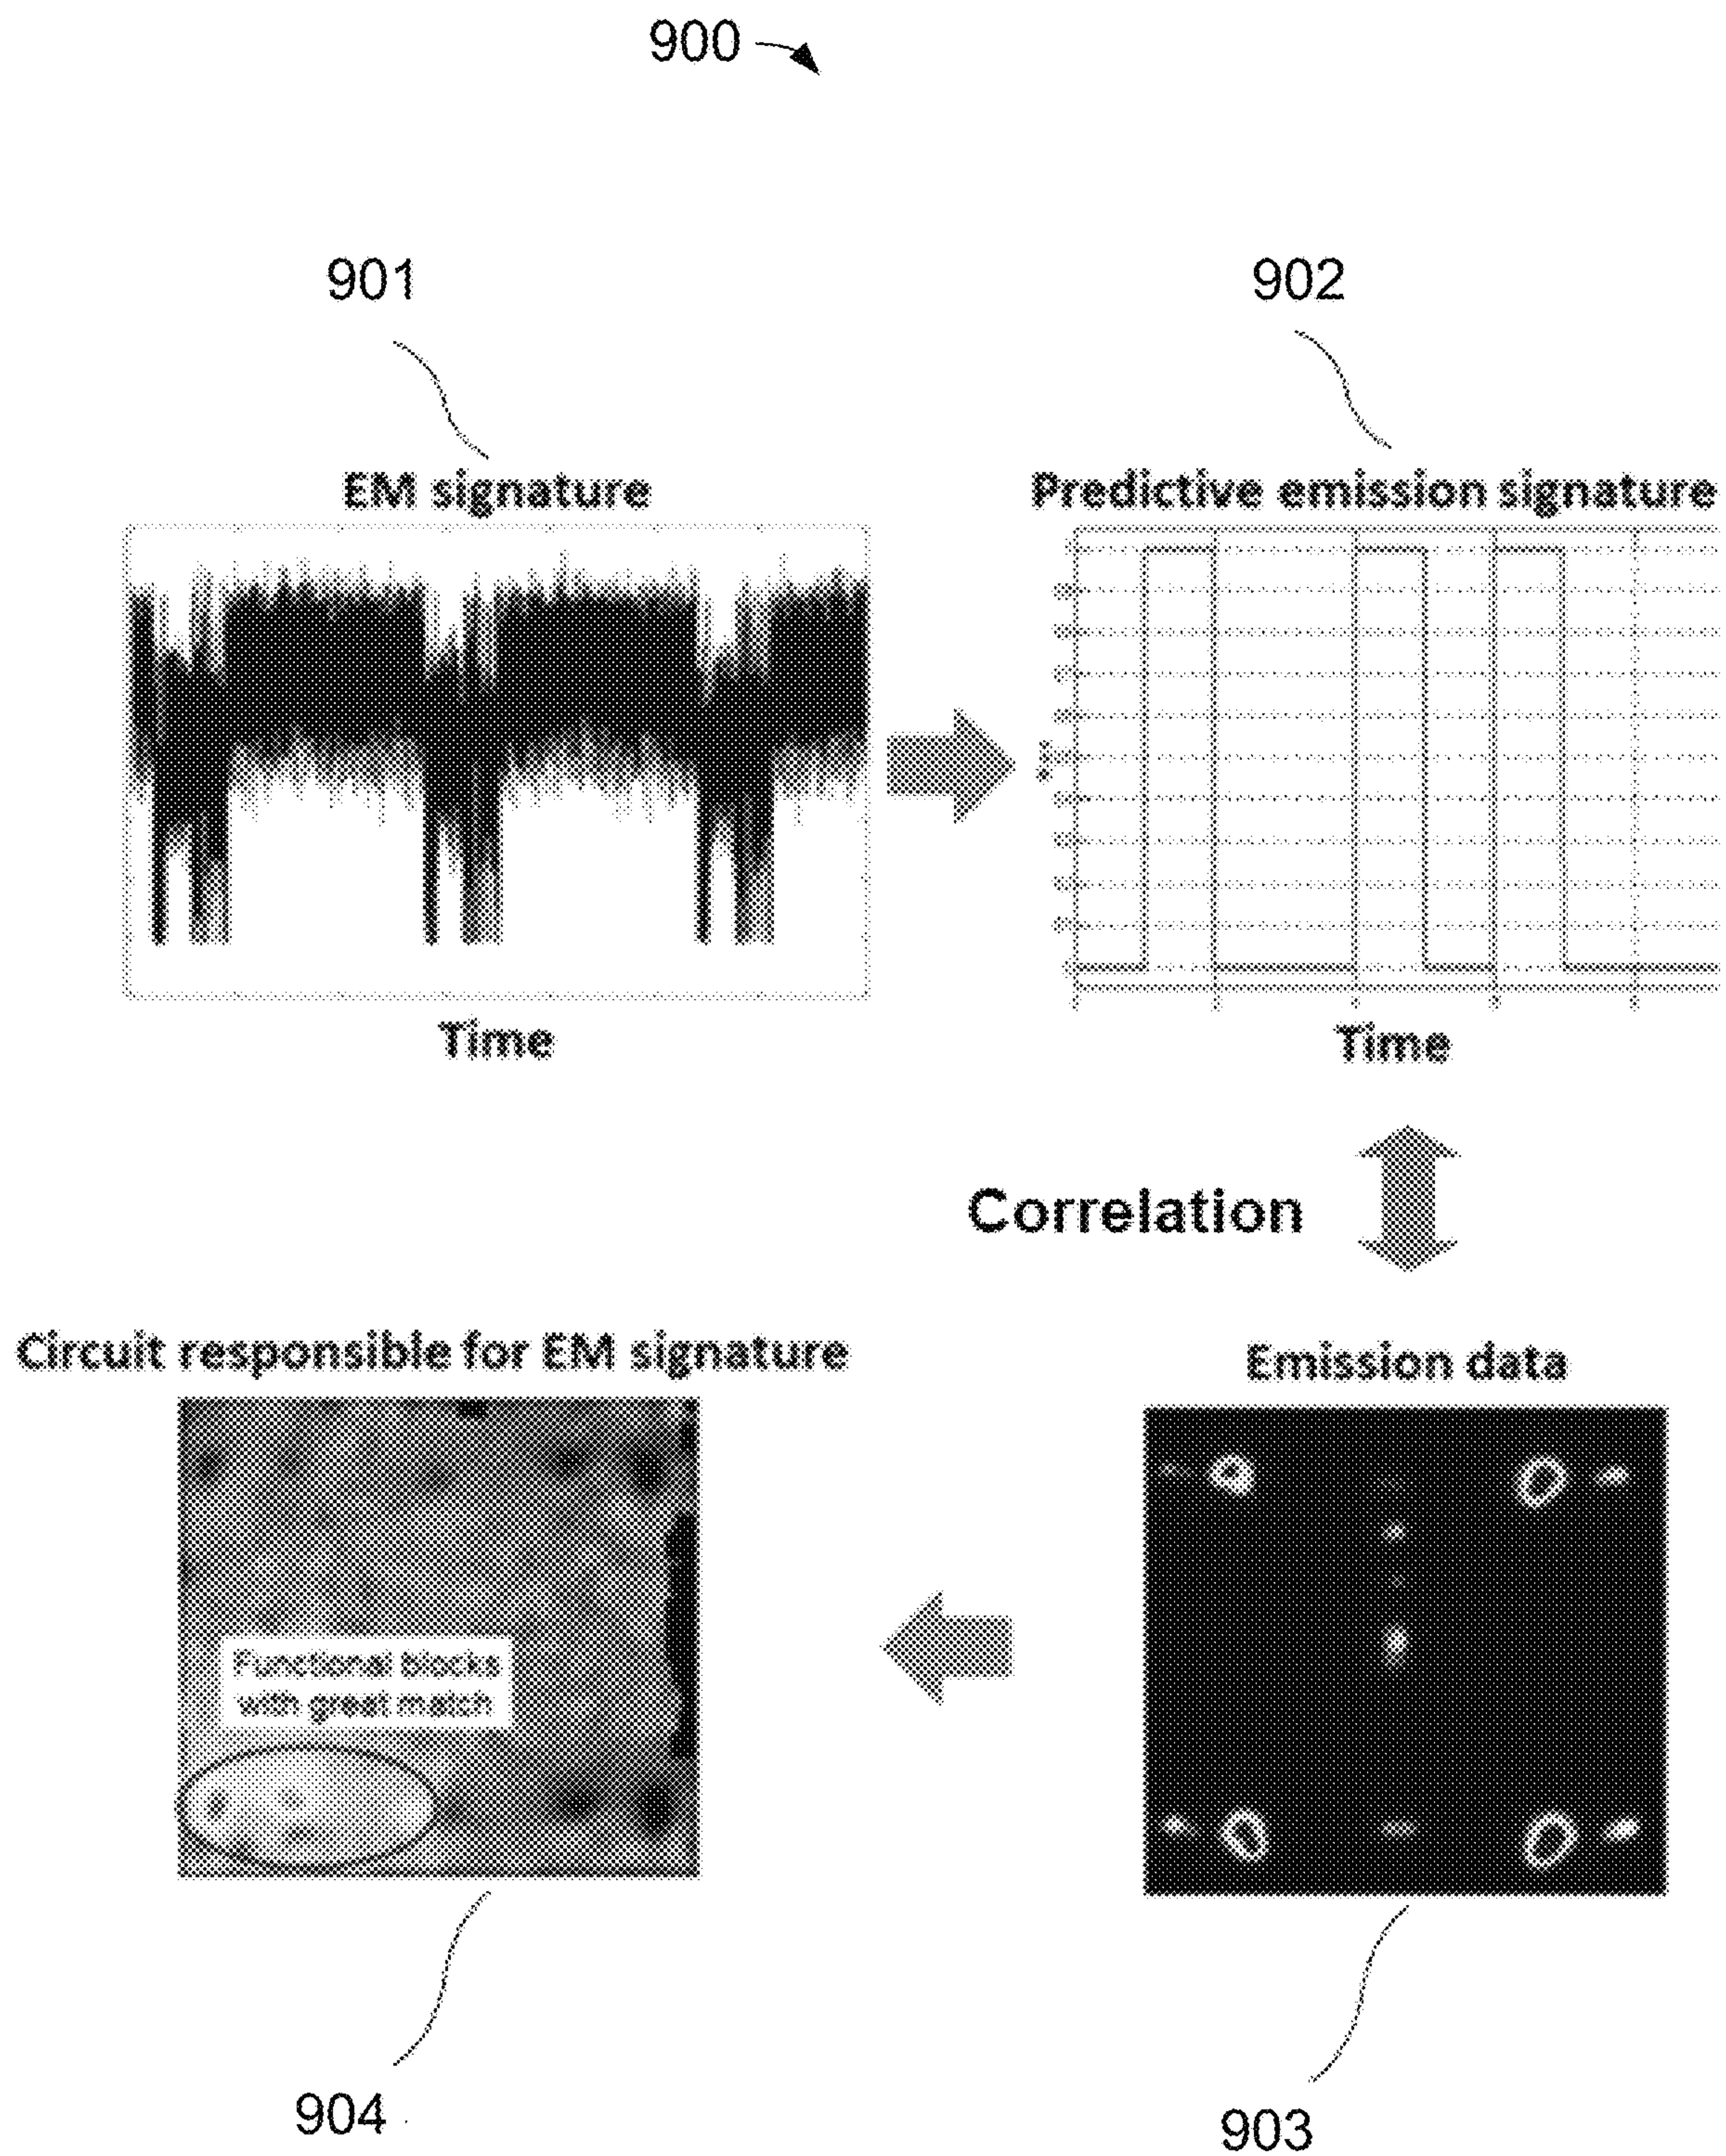 900
901
902
EM signature
Predictive emission signature
Time
Time
Correlation
Circuit responsible for EM signature
Emission data
Functional blocks
with great match
904
903